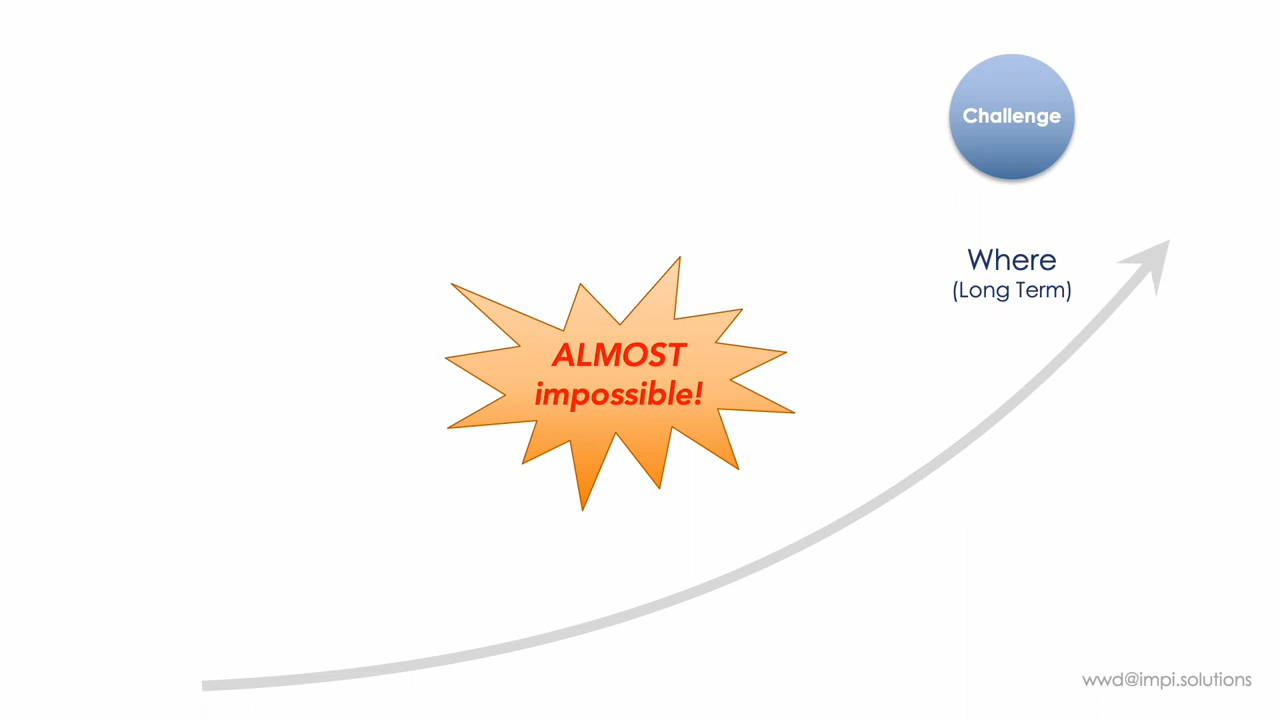 Challenge
Where
(Long Term)
ALMOST
impossible!
wwd@impi.solutions